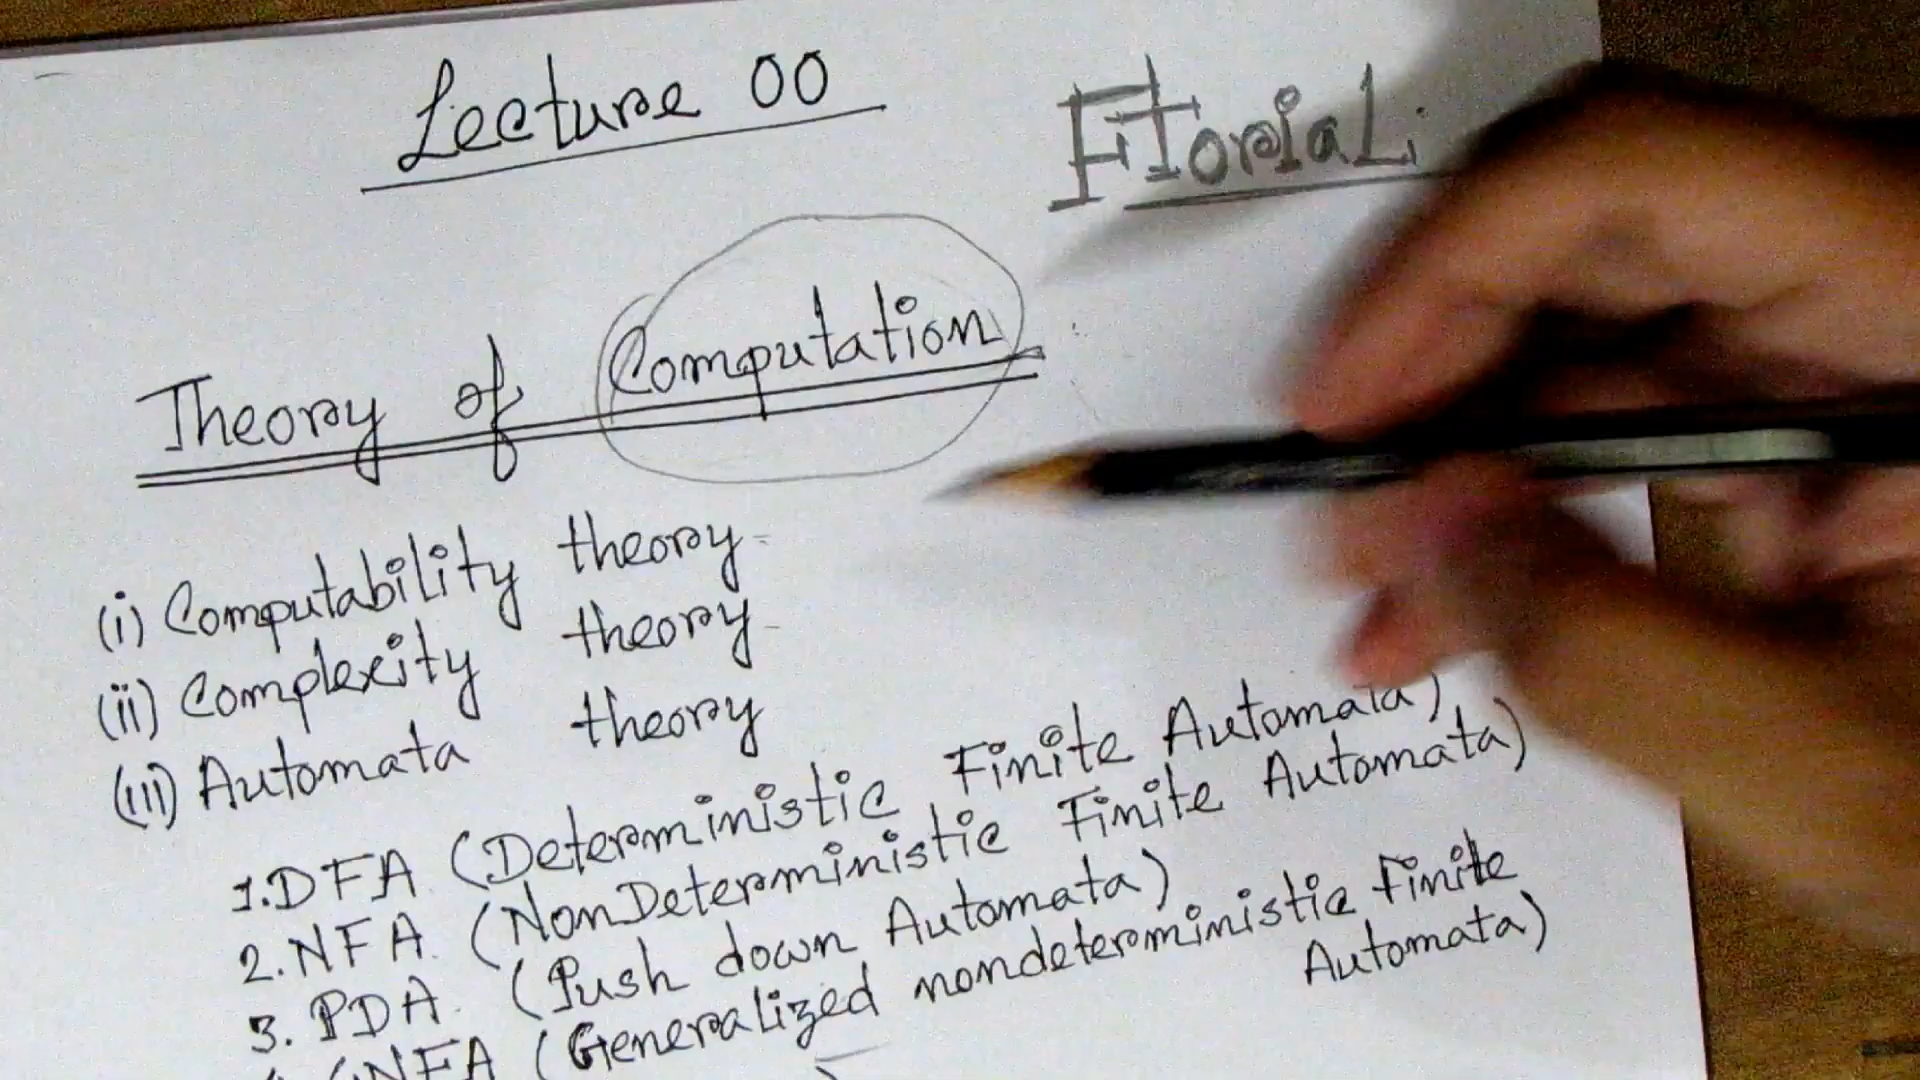 Lecture 00
FTorial.
Theory of Computation
(i) Computability theory
(ii) Complexity theory
(iii) Automata theory
1. DFA (Deterministic Finite Automata)
2. NFA (NonDeterministic Finite Automata)
3. PDA (Push down Automata)
GNFA (Generalized nondeterministic finite
Automata)